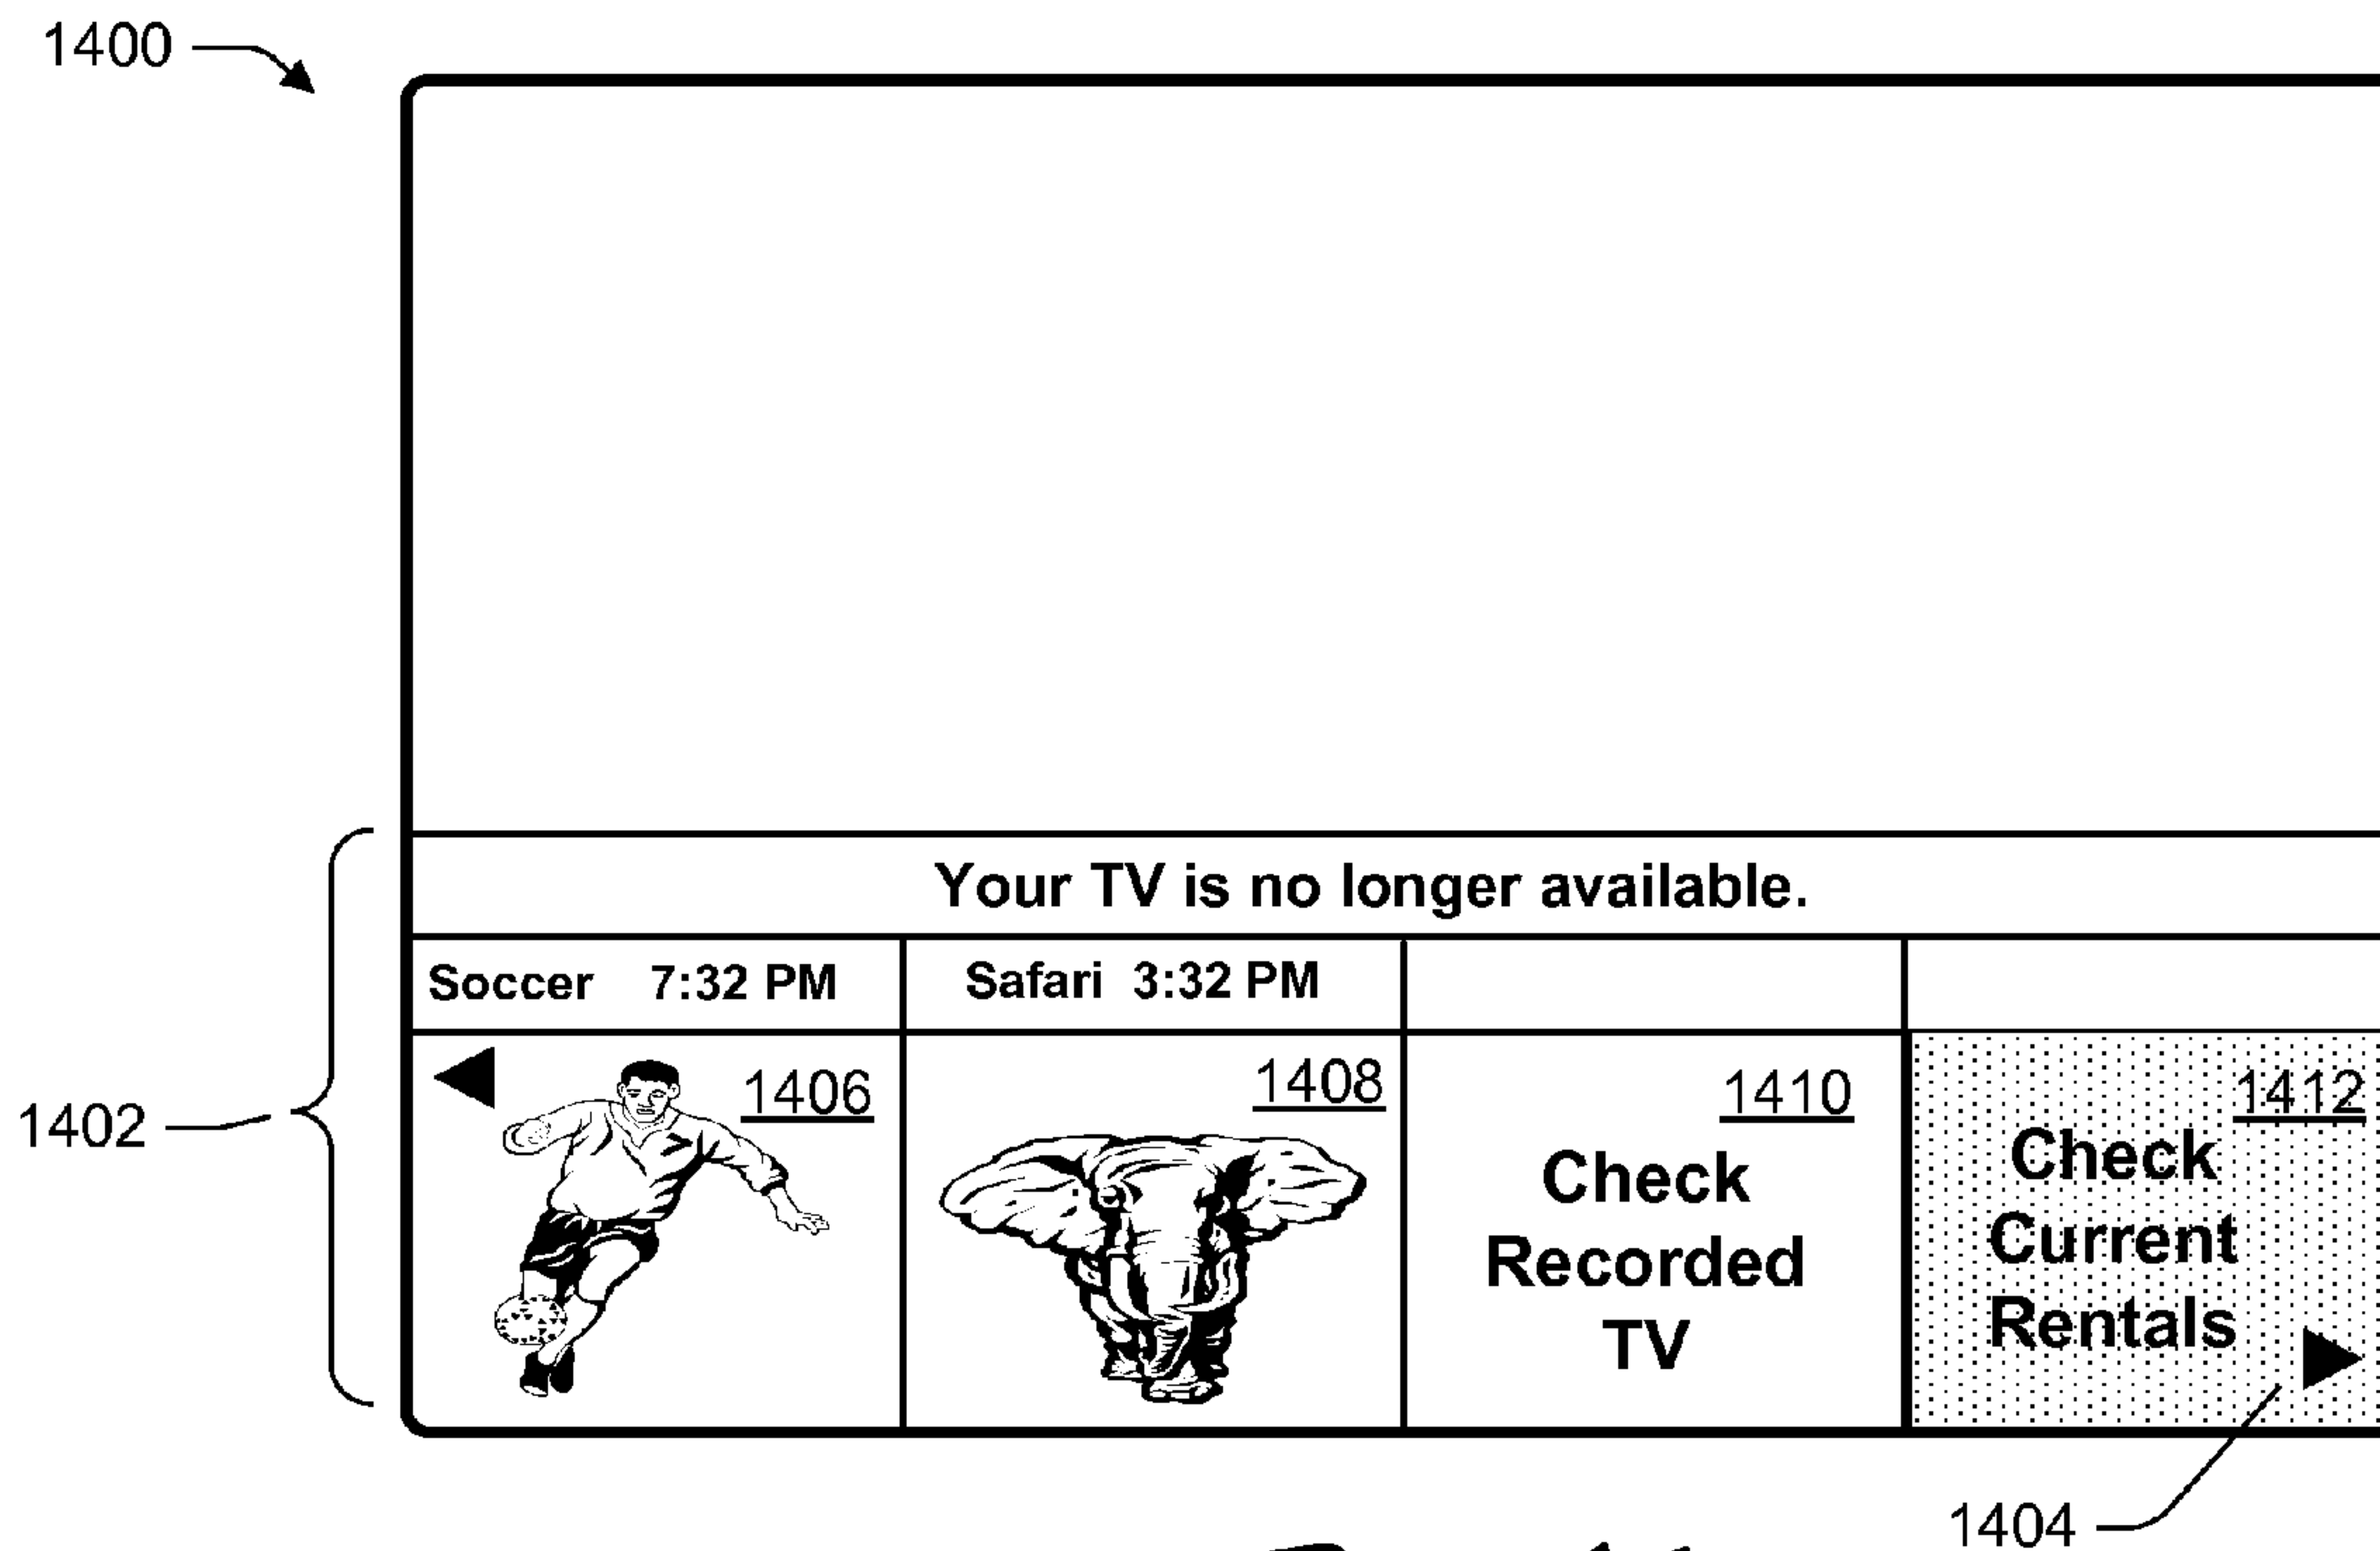 1400
Your TV is no longer available.
Soccer 7:32 PM
Safari 3:32 PM
1406
1408
1410
1412
Check
Recorded
TV
Check
Current
Rentals
1402
1404